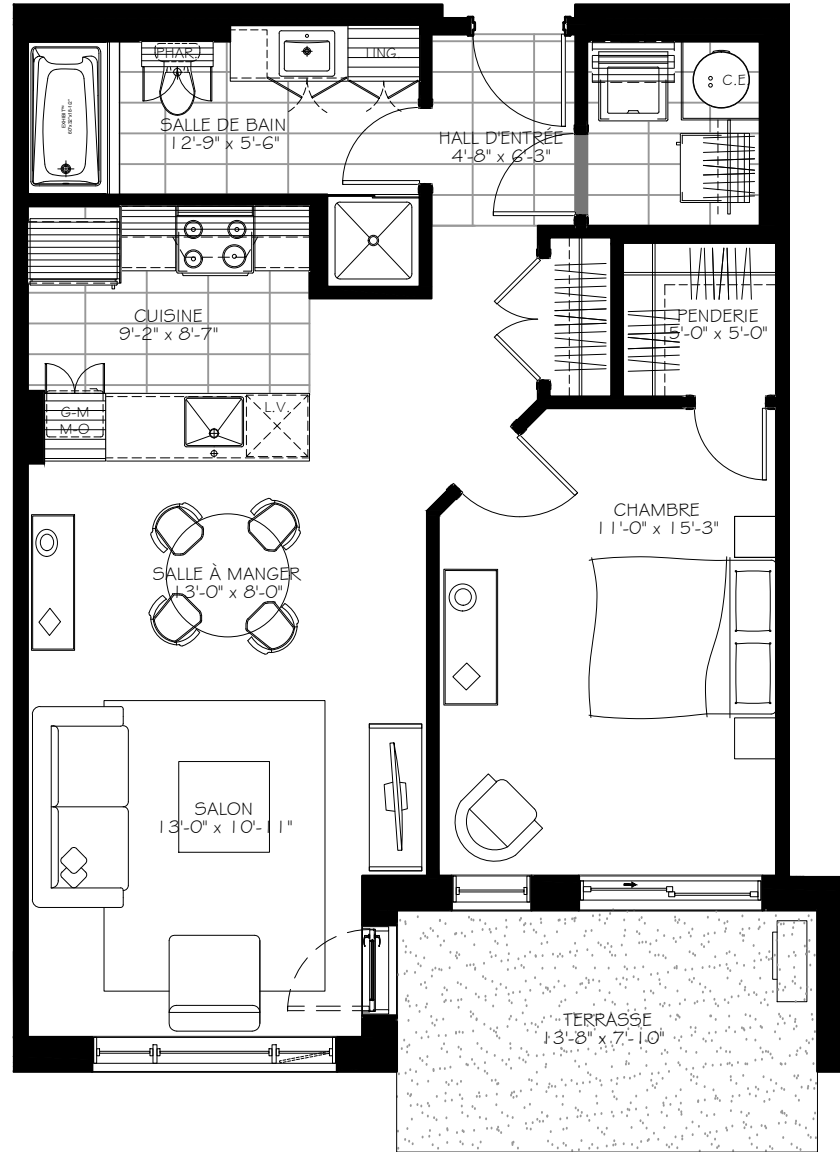 PHAR.
LING.
C.E.
SALLE DE BAIN
12'-9" x 5'-6"
HALL D'ENTRÉE
4'-8" x 6'-3"
CUISINE
9'-2" x 8'-7"
PENDERIE
5'-0" x 5'-0"
G-M
M-O
L.V.
CHAMBRE
11'-0" x 15'-3"
SALLE À MANGER
13'-0" x 8'-0"
SALON
13'-0" x 10'-11"
TERRASSE
13'-8" x 7'-10"